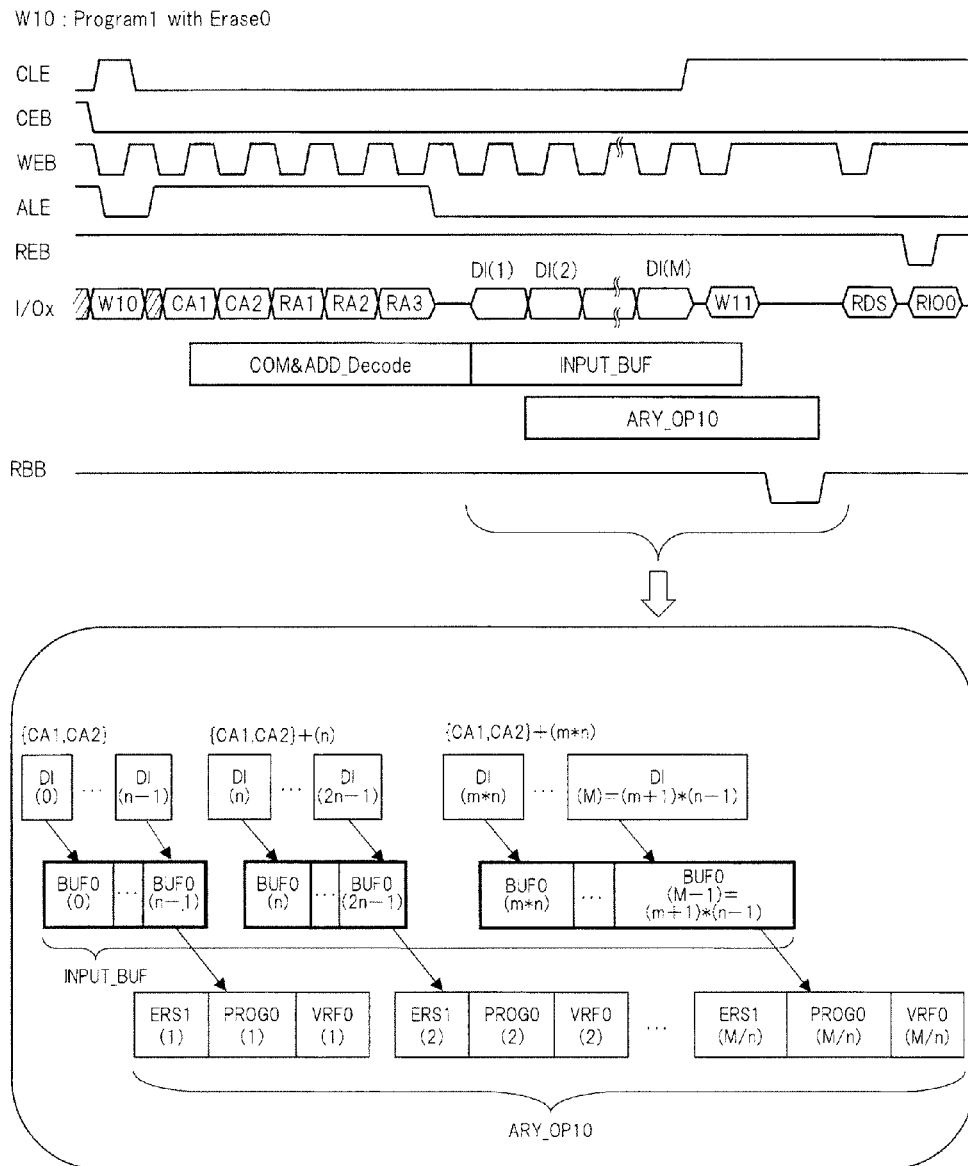 W10 : Program1 with Erase0
CLE
CEB
WEB
ALE
REB
DI(1) DI(2) DI(M)
I/Ox W10 CA1 CA2 RA1 RA2 RA3 W11 RDS RIO0
COM&ADD_Decode INPUT_BUF
ARY_OP10
RBB
{CA1,CA2} {CA1,CA2}+(n) {CA1,CA2}+(m*n)
DI ... DI DI ... DI DI ... DI
(0) (n-1) (n) (2n-1) (m*n) (M)=(m+1)*(n-1)
BUF0 ... BUF0 BUF0 ... BUF0 BUF0 ... BUF0
(0) (n-1) (n) (2n-1) (m*n) (M-1)=
(m+1)*(n-1)
INPUT_BUF
ERS1 PROG0 VRF0 ERS1 PROG0 VRF0 ... ERS1 PROG0 VRF0
(1) (1) (1) (2) (2) (2) (M/n) (M/n) (M/n)
ARY_OP10